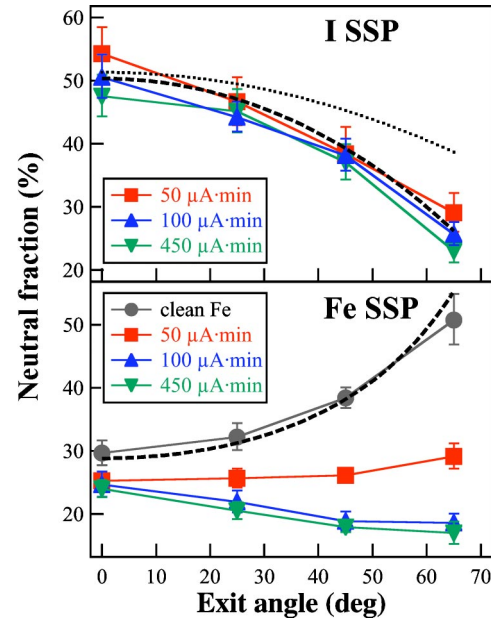 I SSP
60
50
40
30
20
50 µA·min
100 µA·min
450 µA·min
Neutral fraction (%)
Fe SSP
50
40
30
20
clean Fe
50 µA·min
100 µA·min
450 µA·min
0 10 20 30 40 50 60 70
Exit angle (deg)